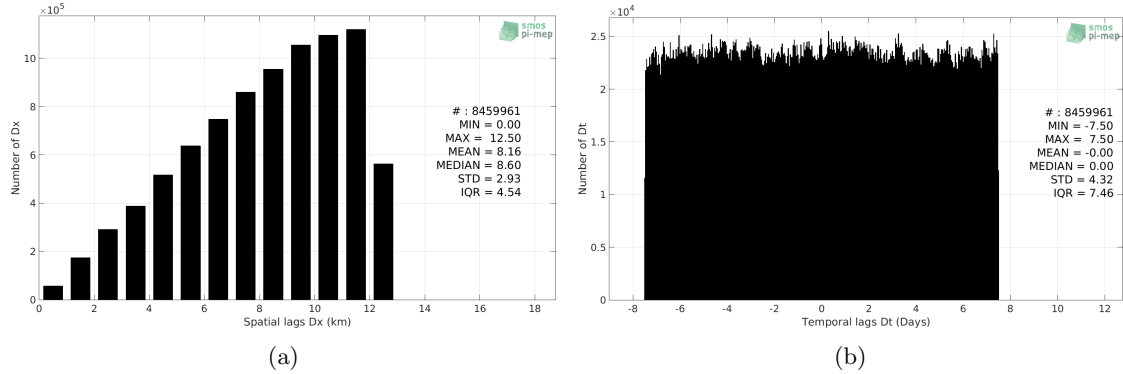 ×10⁵
10
8
6
4
2
0
Number of Dx
smos
pi-mep
# : 8459961
MIN = 0.00
MAX = 12.50
MEAN = 8.16
MEDIAN = 8.60
STD = 2.93
IQR = 4.54
0 2 4 6 8 10 12 14 16 18
Spatial lags Dx (km)
(a)
×10⁴
2.5
2
1.5
1
0.5
0
Number of Dt
smos
pi-mep
# : 8459961
MIN = -7.50
MAX = 7.50
MEAN = -0.00
MEDIAN = 0.00
STD = 4.32
IQR = 7.46
-8 -6 -4 -2 0 2 4 6 8 10 12
Temporal lags Dt (Days)
(b)